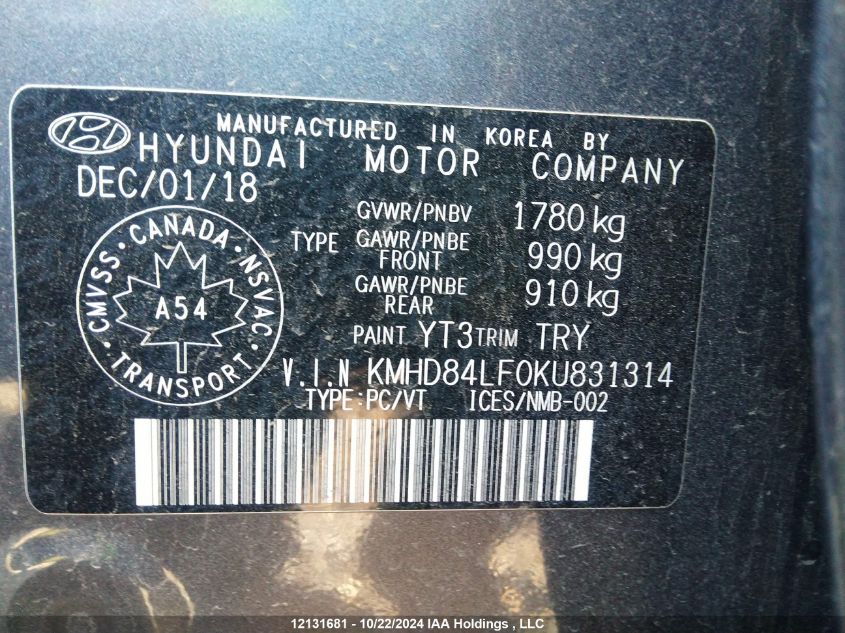 MANUFACTURED IN KOREA BY
HYUNDAI MOTOR COMPANY
DEC/01/18
GVWR/PNBV 1780 kg
TYPE GAWR/PNBE FRONT 990 kg
GAWR/PNBE REAR 910 kg
CMVSS · CANADA · NSVAC · TRANSPORT ·
A54
PAINT YT3 TRIM TRY
V.I.N KMHD84LF0KU831314
TYPE:PC/VT ICES/NMB-002
12131681 - 10/22/2024 IAA Holdings , LLC